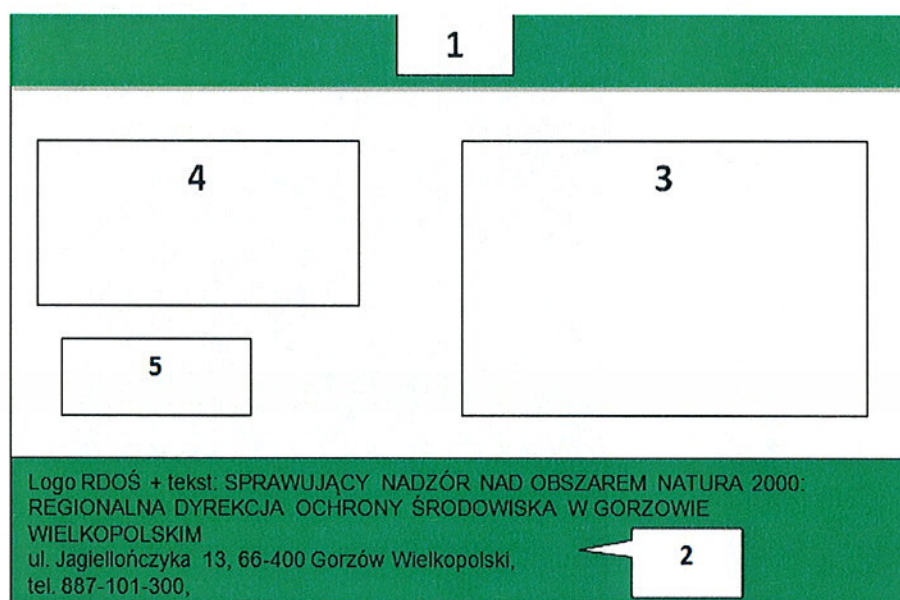 1
4
3
5
Logo RDOŚ + tekst: SPRAWUJĄCY NADZÓR NAD OBSZAREM NATURA 2000:
REGIONALNA DYREKCJA OCHRONY ŚRODOWISKA W GORZOWIE
WIELKOPOLSKIM
ul. Jagiellończyka 13, 66-400 Gorzów Wielkopolski,
tel. 887-101-300,
2